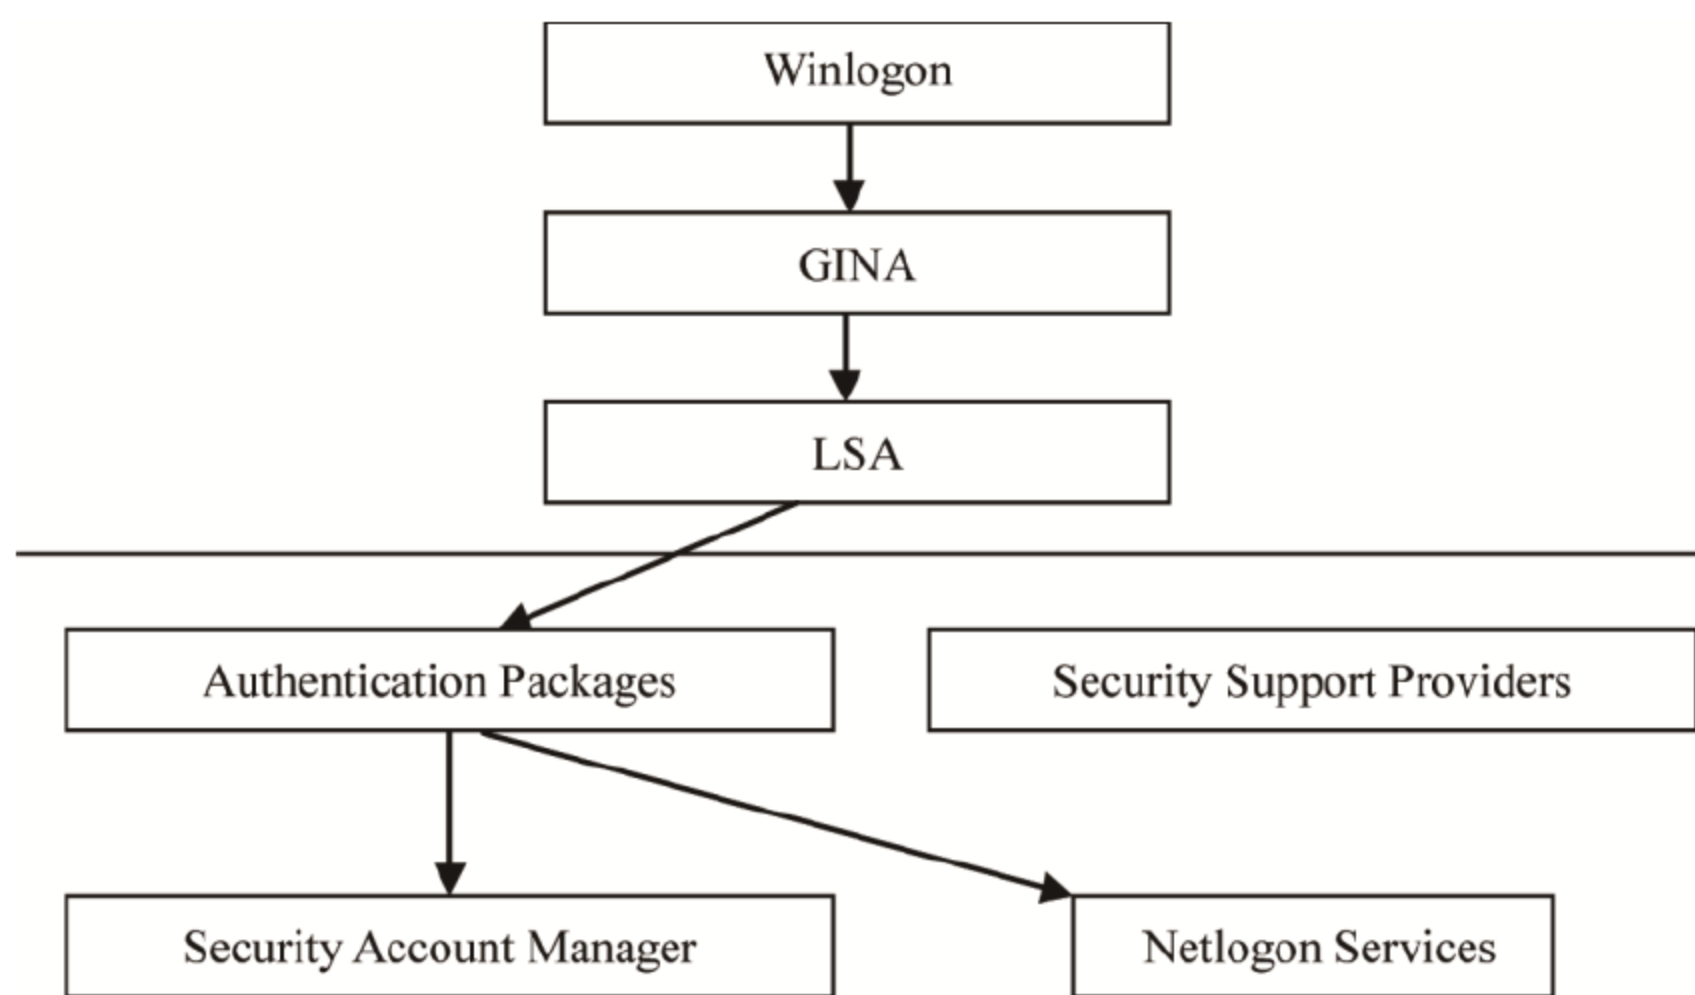 Winlogon
GINA
LSA
Authentication Packages
Security Support Providers
Security Account Manager
Netlogon Services